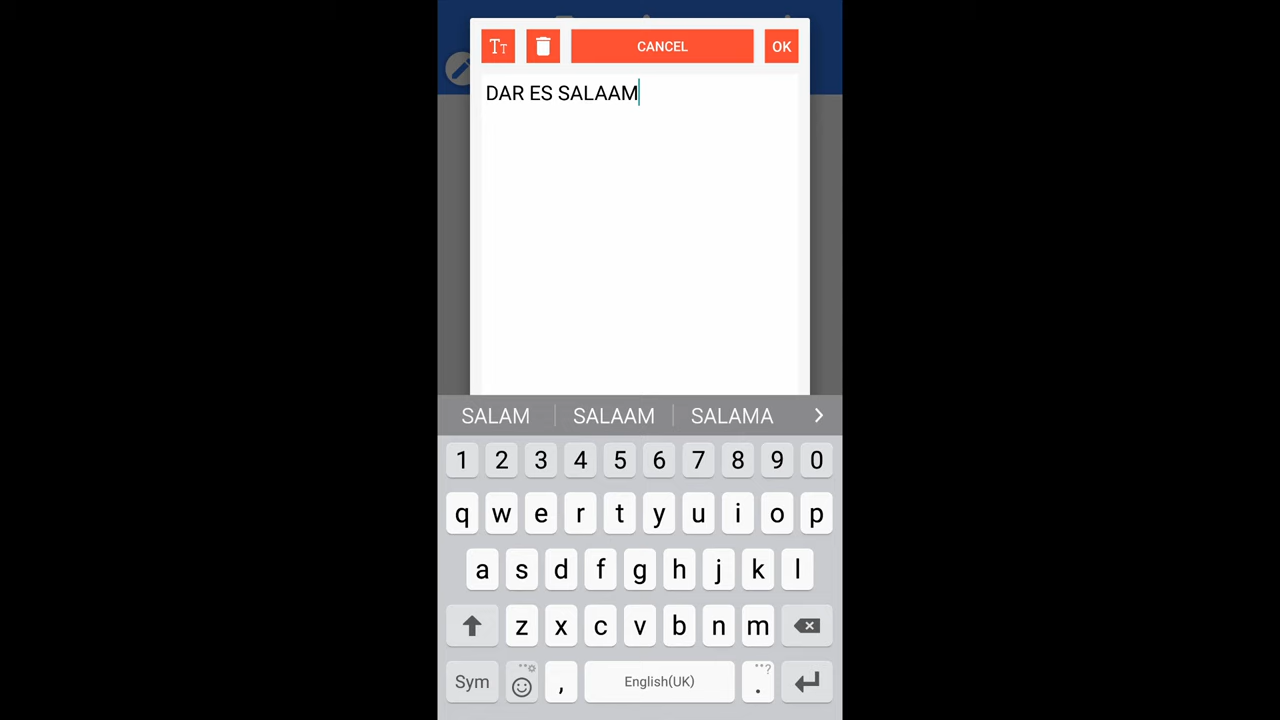 TT CANCEL OK
DAR ES SALAAM
SALAM SALAAM SALAMA
1 2 3 4 5 6 7 8 9 0
q w e r t y u i o p
a s d f g h j k l
z x c v b n m
Sym , English(UK) .